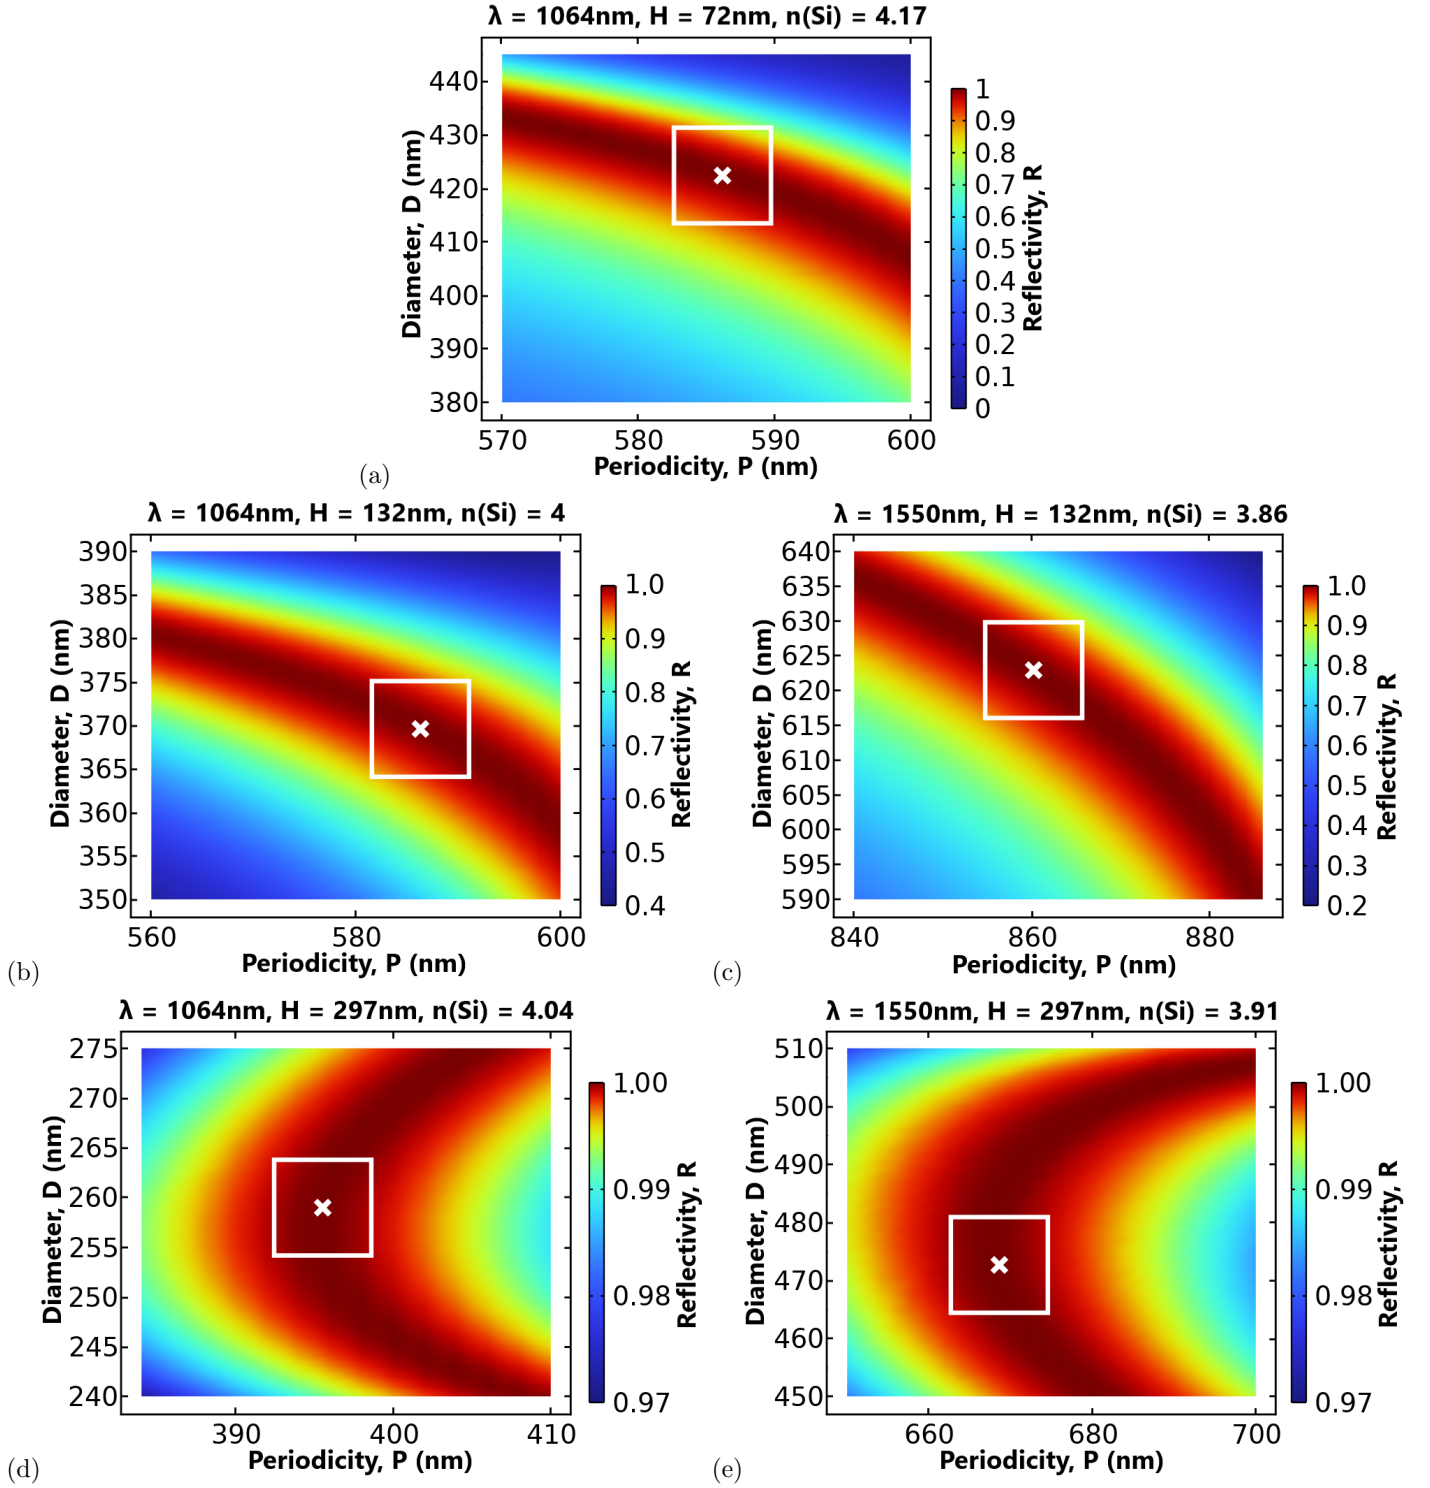 λ = 1064nm, H = 72nm, n(Si) = 4.17
440
430
420
410
400
390
380
Diameter, D (nm)
570 580 590 600
Periodicity, P (nm)
1
0.9
0.8
0.7
0.6
0.5
0.4
0.3
0.2
0.1
0
Reflectivity, R
(a)
λ = 1064nm, H = 132nm, n(Si) = 4
390
385
380
375
370
365
360
355
350
Diameter, D (nm)
560 580 600
Periodicity, P (nm)
1.0
0.9
0.8
0.7
0.6
0.5
0.4
Reflectivity, R
(b)
λ = 1550nm, H = 132nm, n(Si) = 3.86
640
635
630
625
620
615
610
605
600
595
590
Diameter, D (nm)
840 860 880
Periodicity, P (nm)
1.0
0.9
0.8
0.7
0.6
0.5
0.4
0.3
0.2
Reflectivity, R
(c)
λ = 1064nm, H = 297nm, n(Si) = 4.04
275
270
265
260
255
250
245
240
Diameter, D (nm)
390 400 410
Periodicity, P (nm)
1.00
0.99
0.98
0.97
Reflectivity, R
(d)
λ = 1550nm, H = 297nm, n(Si) = 3.91
510
500
490
480
470
460
450
Diameter, D (nm)
660 680 700
Periodicity, P (nm)
1.00
0.99
0.98
0.97
Reflectivity, R
(e)